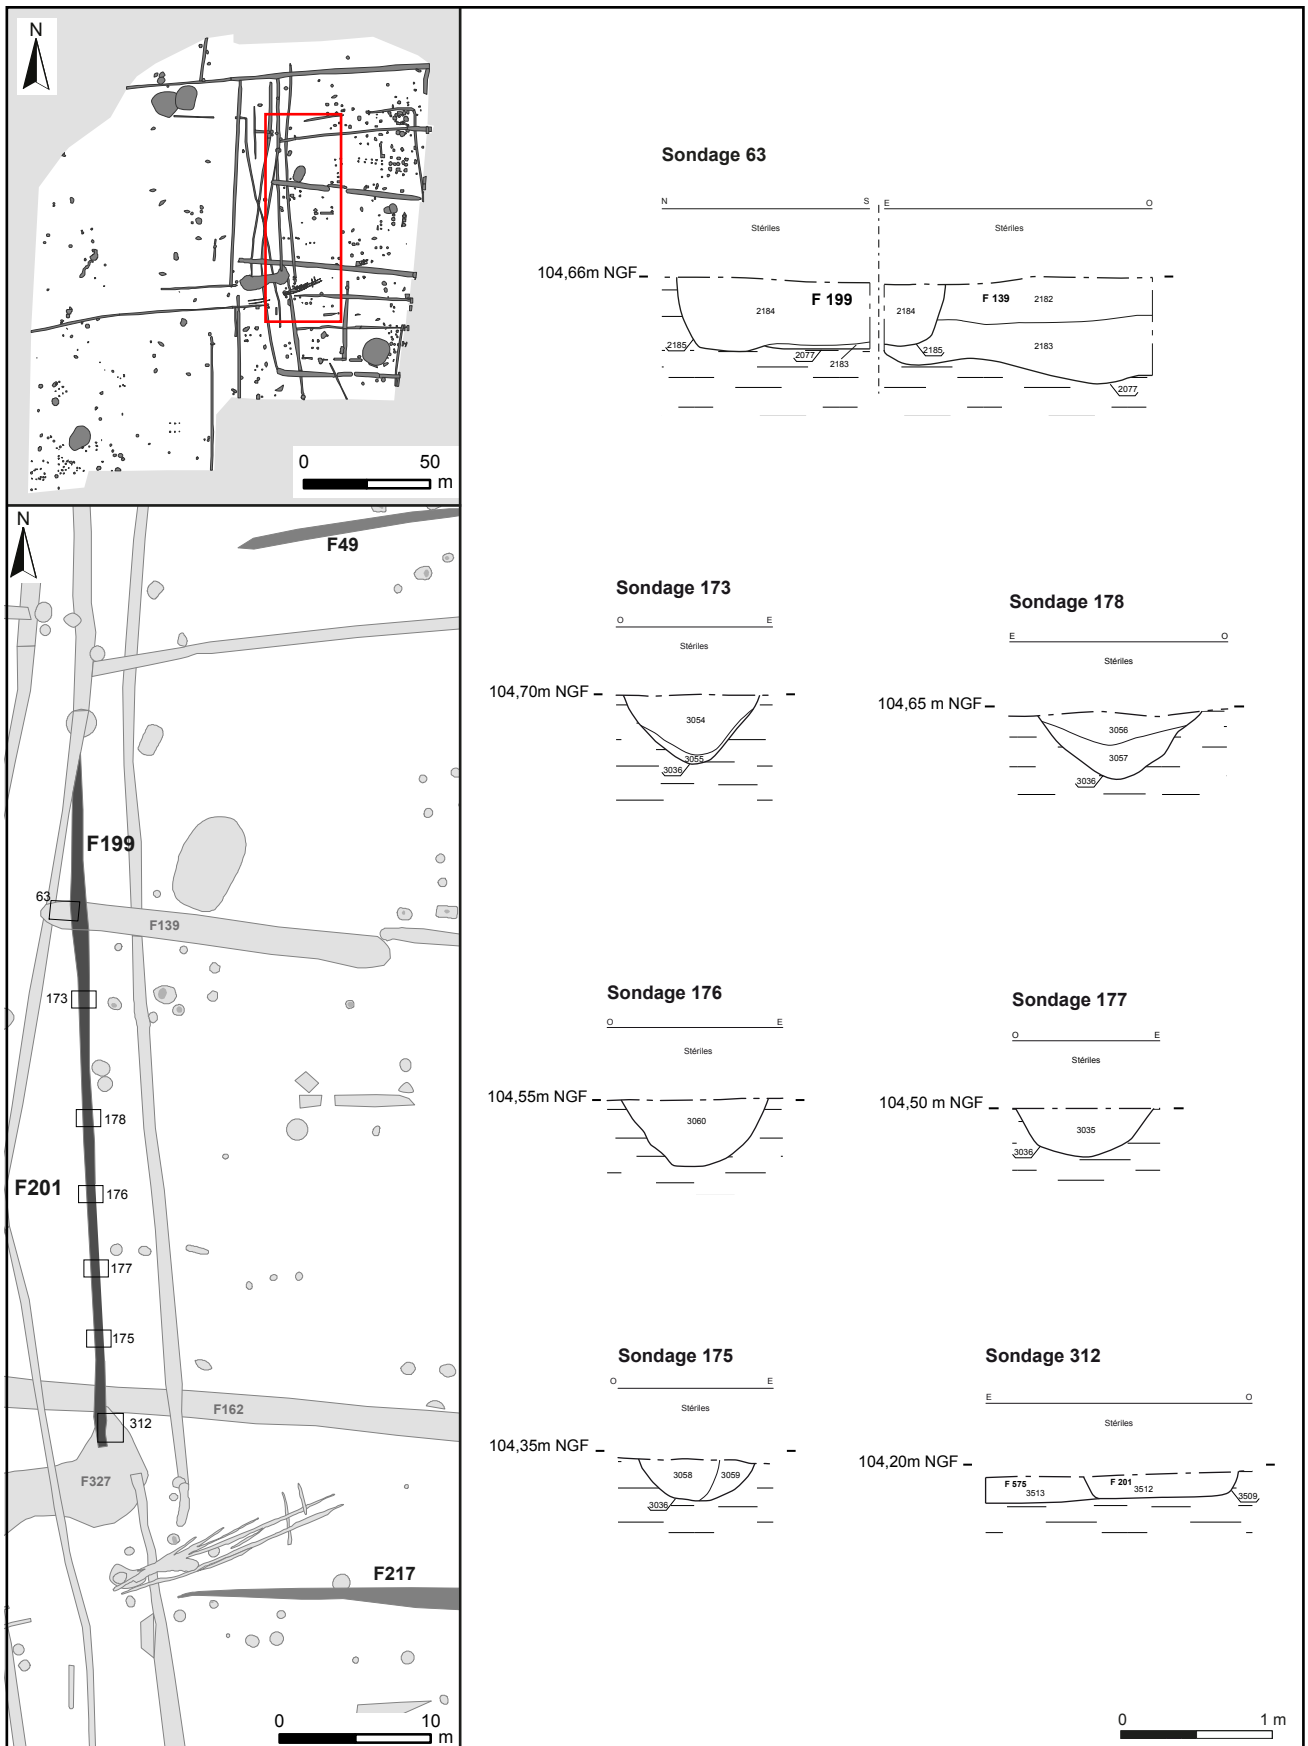 N
0 50
m
N
F49
F199
63
F139
173
178
F201
176
177
175
F162
312
F327
F217
0 10
m
Sondage 63
N S E O
Stériles Stériles
104,66m NGF
F 199 F 139 2182
2184 2184
2185 2077 2183 2185 2183
2077
Sondage 173
O E
Stériles
104,70m NGF
3054
3055
3036
Sondage 178
E O
Stériles
104,65 m NGF
3056
3057
3036
Sondage 176
O E
Stériles
104,55m NGF
3060
Sondage 177
O E
Stériles
104,50 m NGF
3035
3036
Sondage 175
O E
Stériles
104,35m NGF
3058 3059
3036
Sondage 312
E O
Stériles
104,20m NGF
F 575 F 201
3513 3512
3509
0 1 m